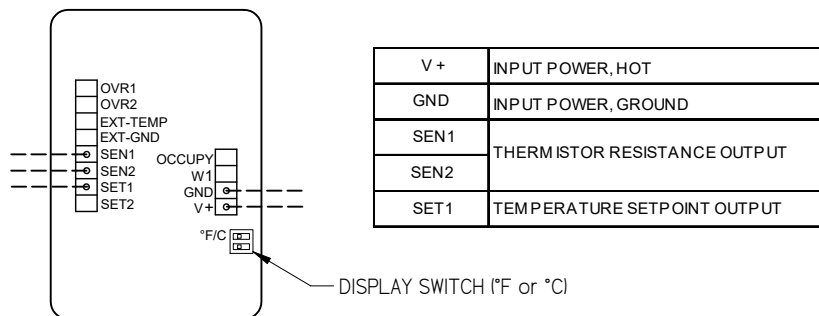 OVR1
OVR2
EXT-TEMP
EXT-GND
SEN1
SEN2
SET1
SET2
OCCUPY
W1
GND
V+
°F/C
DISPLAY SWITCH (°F or °C)
V + INPUT POWER, HOT
GND INPUT POWER, GROUND
SEN1
THERMISTOR RESISTANCE OUTPUT
SEN2
SET1 TEMPERATURE SETPOINT OUTPUT